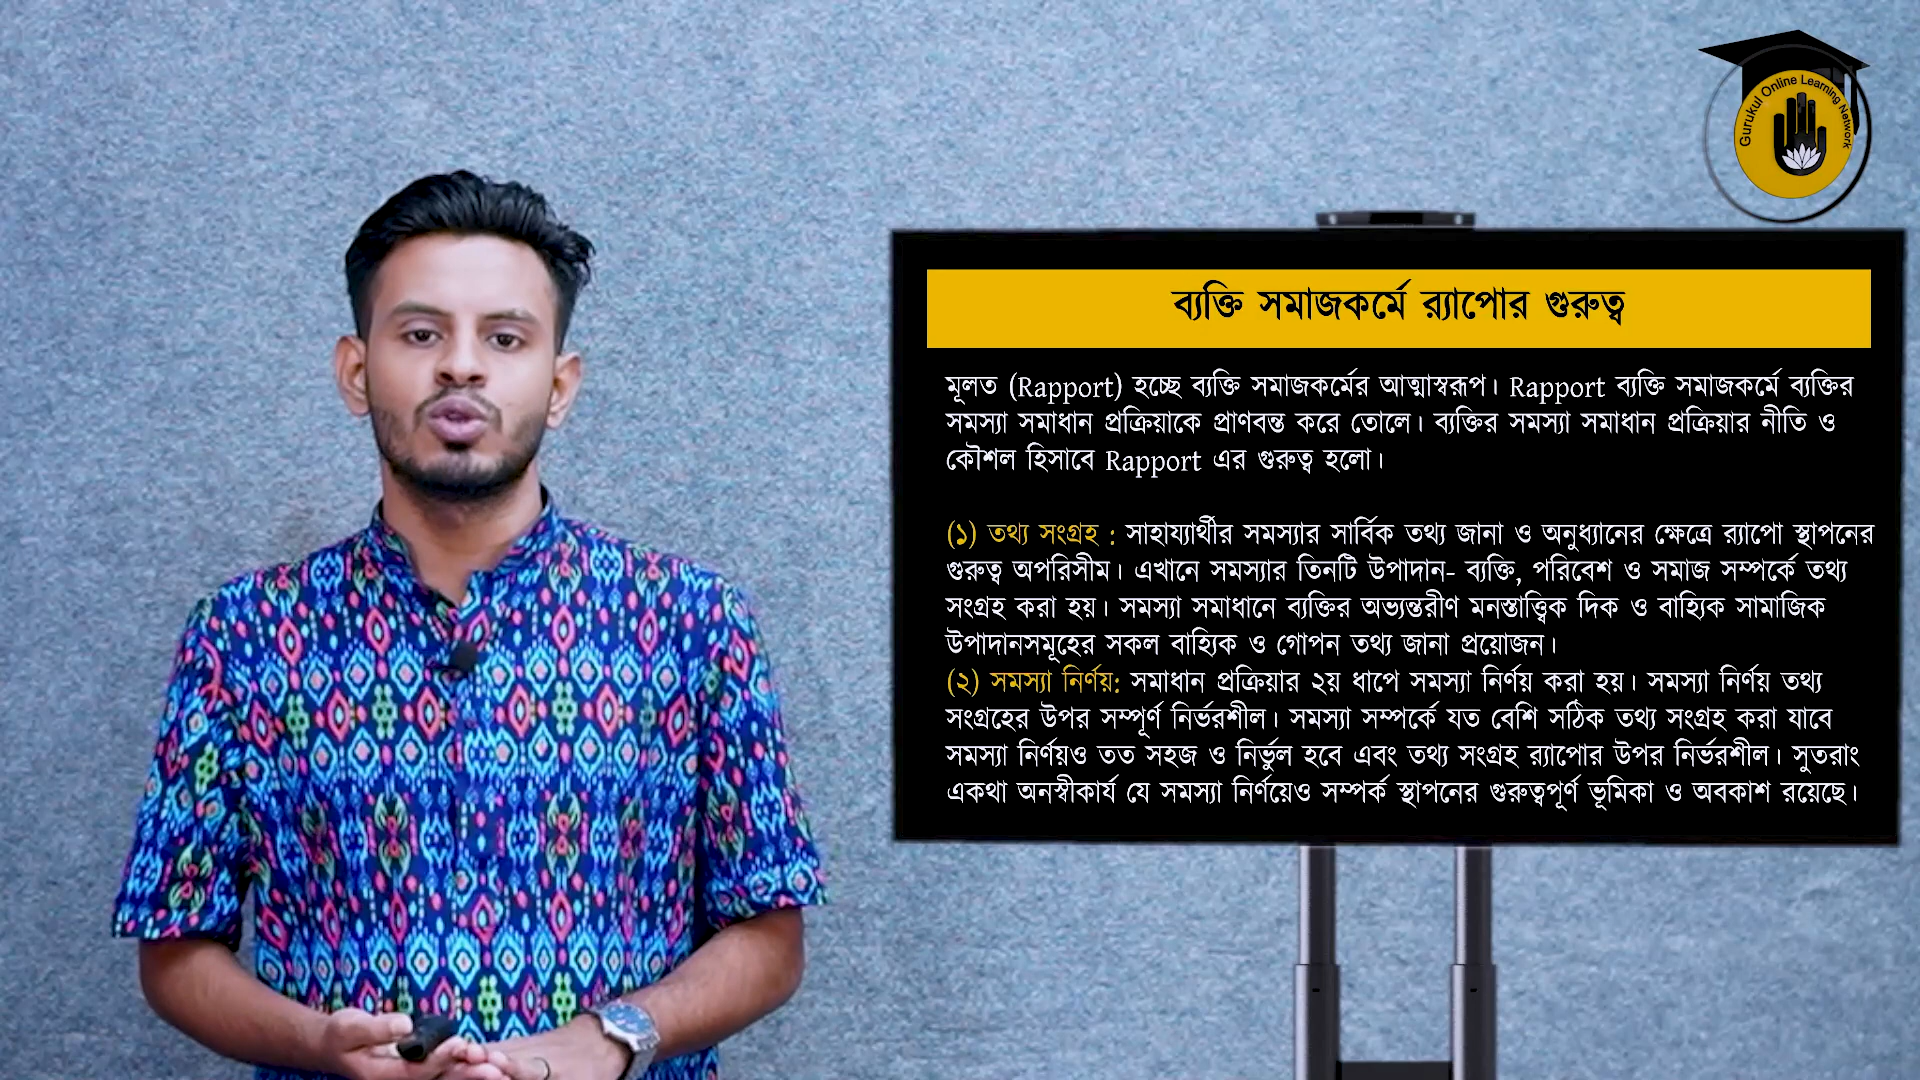 Gurukul Online Learning Network
ব্যক্তি সমাজকর্মে র‍্যাপোর গুরুত্ব
মূলত (Rapport) হচ্ছে ব্যক্তি সমাজকর্মের আত্মাস্বরূপ। Rapport ব্যক্তি সমাজকর্মে ব্যক্তির
সমস্যা সমাধান প্রক্রিয়াকে প্রাণবন্ত করে তোলে। ব্যক্তির সমস্যা সমাধান প্রক্রিয়ার নীতি ও
কৌশল হিসাবে Rapport এর গুরুত্ব হলো।
(১) তথ্য সংগ্রহ : সাহায্যার্থীর সমস্যার সার্বিক তথ্য জানা ও অনুধ্যানের ক্ষেত্রে র‍্যাপো স্থাপনের
গুরুত্ব অপরিসীম। এখানে সমস্যার তিনটি উপাদান- ব্যক্তি, পরিবেশ ও সমাজ সম্পর্কে তথ্য
সংগ্রহ করা হয়। সমস্যা সমাধানে ব্যক্তির অভ্যন্তরীণ মনস্তাত্ত্বিক দিক ও বাহ্যিক সামাজিক
উপাদানসমূহের সকল বাহ্যিক ও গোপন তথ্য জানা প্রয়োজন।
(২) সমস্যা নির্ণয়: সমাধান প্রক্রিয়ার ২য় ধাপে সমস্যা নির্ণয় করা হয়। সমস্যা নির্ণয় তথ্য
সংগ্রহের উপর সম্পূর্ণ নির্ভরশীল। সমস্যা সম্পর্কে যত বেশি সঠিক তথ্য সংগ্রহ করা যাবে
সমস্যা নির্ণয়ও তত সহজ ও নির্ভুল হবে এবং তথ্য সংগ্রহ র‍্যাপোর উপর নির্ভরশীল। সুতরাং
একথা অনস্বীকার্য যে সমস্যা নির্ণয়েও সম্পর্ক স্থাপনের গুরুত্বপূর্ণ ভূমিকা ও অবকাশ রয়েছে।